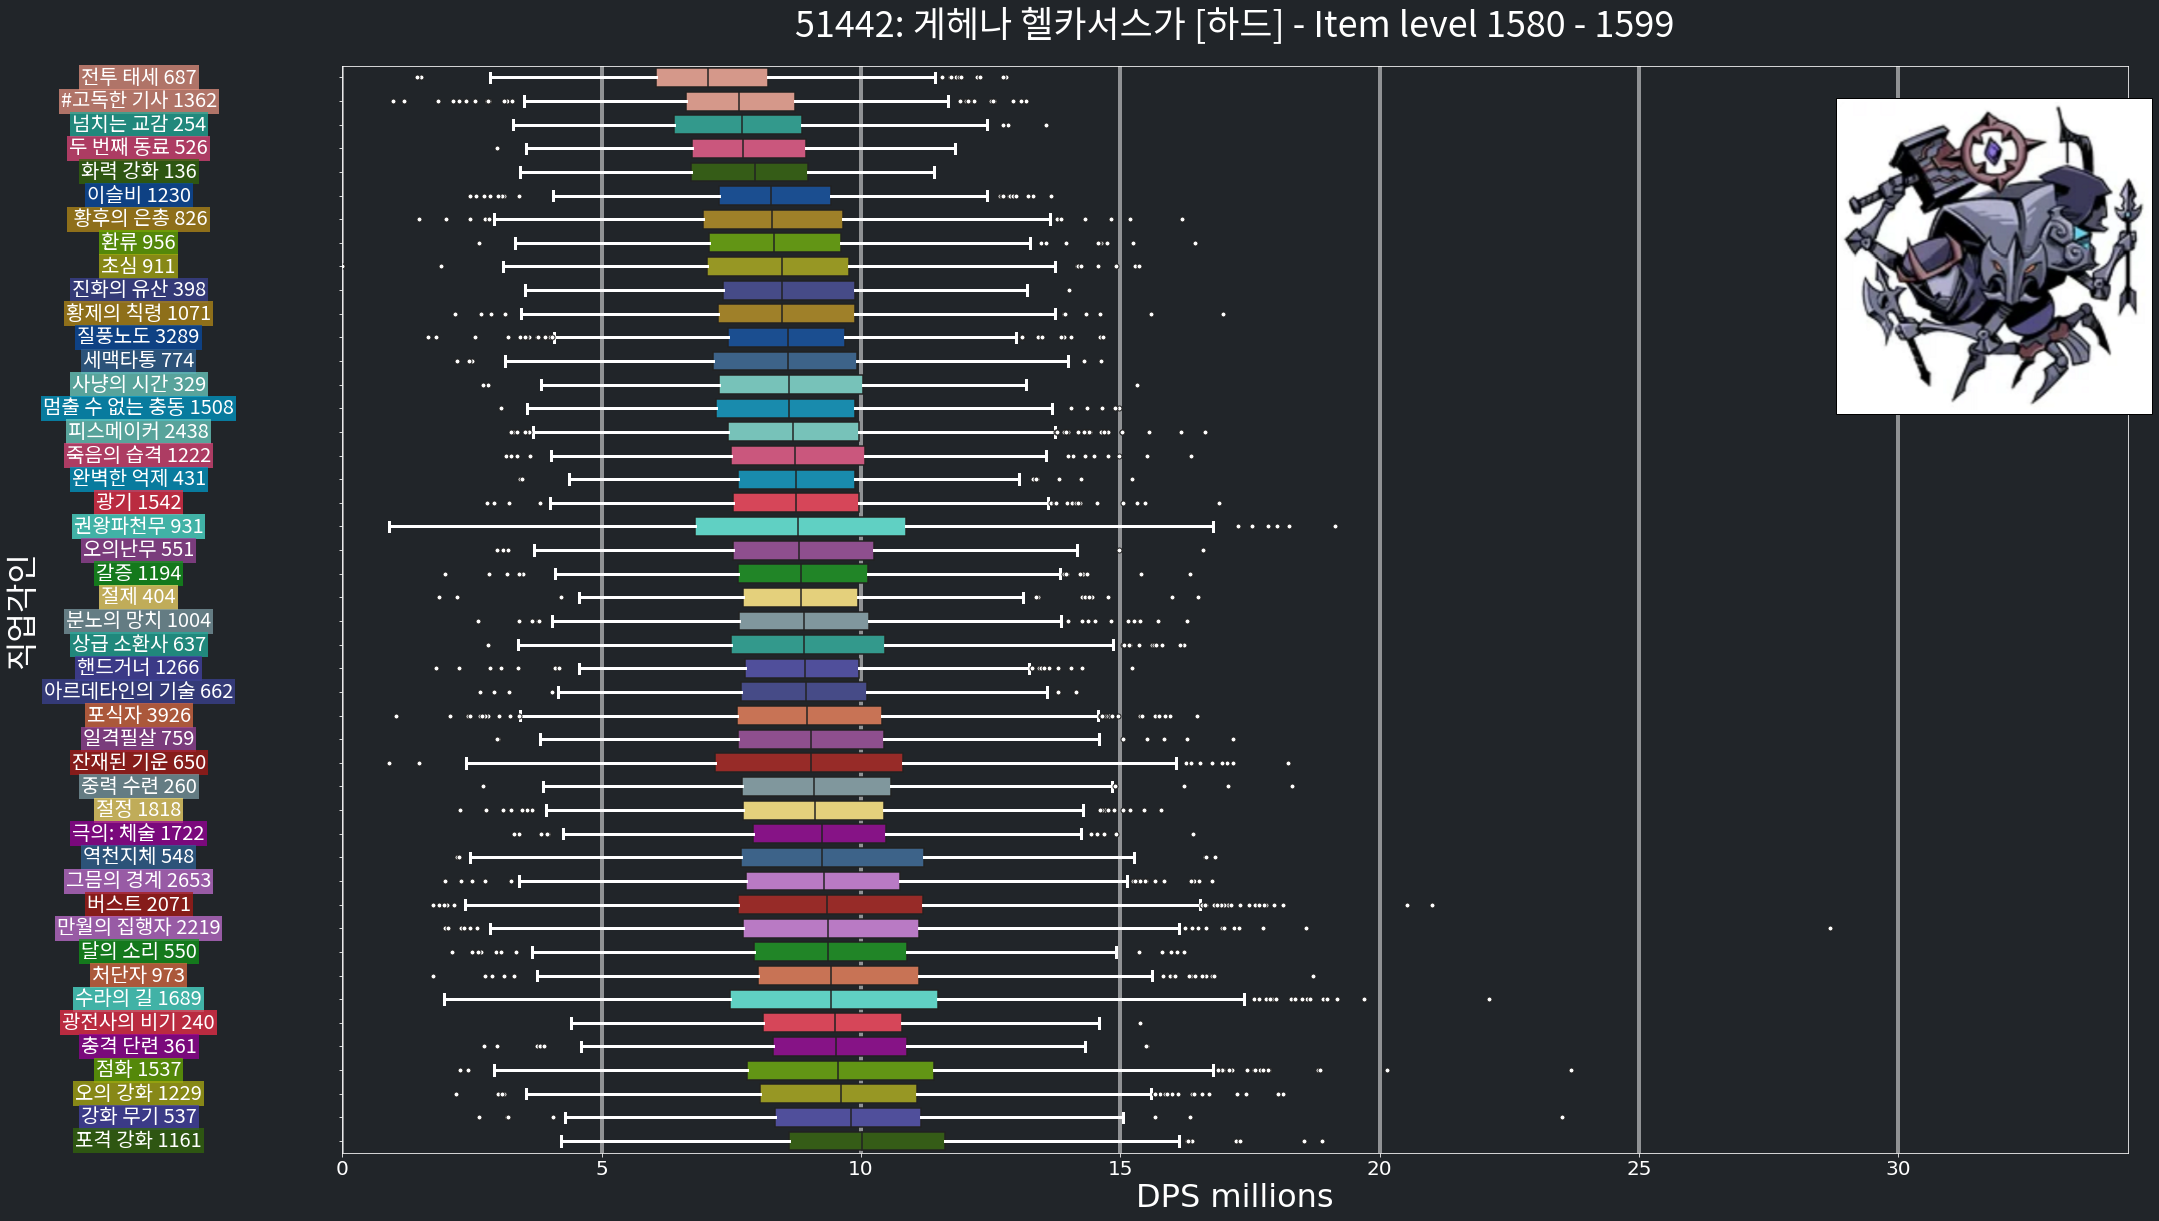 51442: 게헤나 헬카서스가 [하드] - Item level 1580 - 1599
직업각인
전투 태세 687
#고독한 기사 1362
넘치는 교감 254
두 번째 동료 526
화력 강화 136
이슬비 1230
황후의 은총 826
환류 956
초심 911
진화의 유산 398
황제의 칙령 1071
질풍노도 3289
세맥타통 774
사냥의 시간 329
멈출 수 없는 충동 1508
피스메이커 2438
죽음의 습격 1222
완벽한 억제 431
광기 1542
권왕파천무 931
오의난무 551
갈증 1194
절제 404
분노의 망치 1004
상급 소환사 637
핸드거너 1266
아르데타인의 기술 662
포식자 3926
일격필살 759
잔재된 기운 650
중력 수련 260
절정 1818
극의: 체술 1722
역천지체 548
그믐의 경계 2653
버스트 2071
만월의 집행자 2219
달의 소리 550
처단자 973
수라의 길 1689
광전사의 비기 240
충격 단련 361
점화 1537
오의 강화 1229
강화 무기 537
포격 강화 1161
0 5 10 15 20 25 30
DPS millions